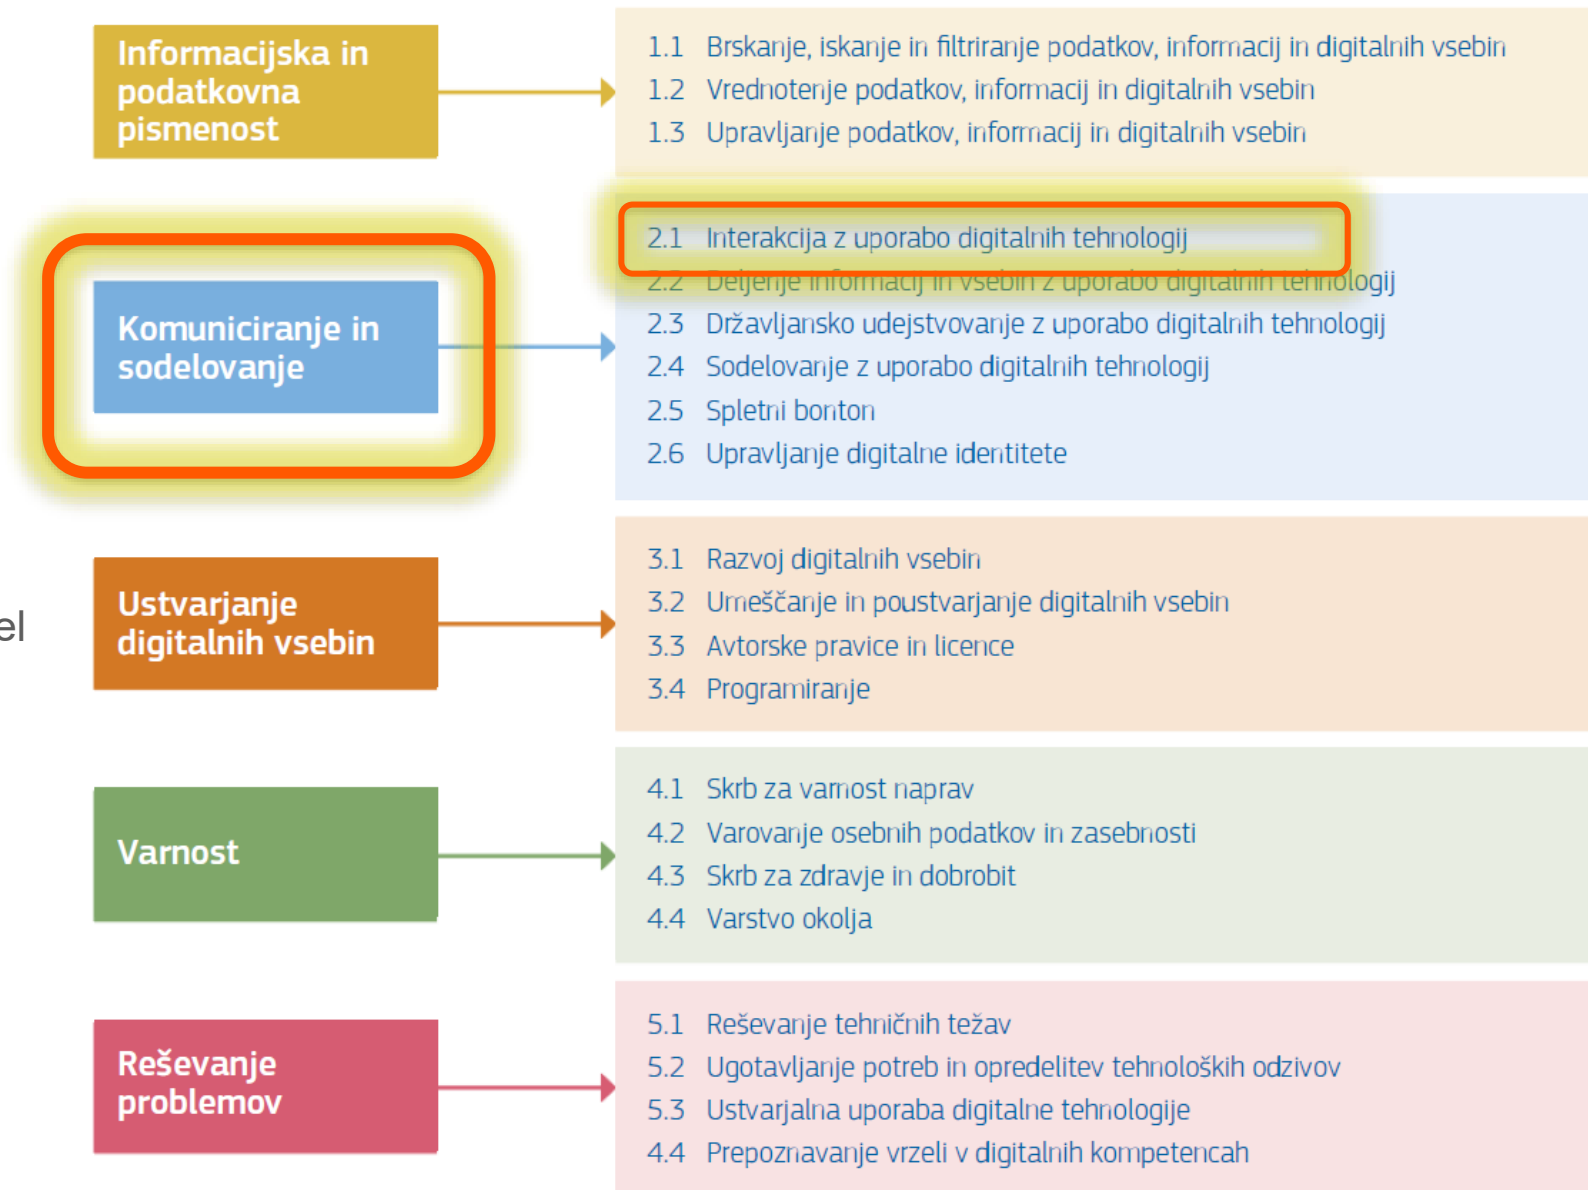 Informacijska in
podatkovna
pismenost
1.1 Brskanje, iskanje in filtriranje podatkov, informacij in digitalnih vsebin
1.2 Vrednotenje podatkov, informacij in digitalnih vsebin
1.3 Upravljanje podatkov, informacij in digitalnih vsebin
Komuniciranje in
sodelovanje
2.1 Interakcija z uporabo digitalnih tehnologij
2.2 Deljenje informacij in vsebin z uporabo digitalnih tehnologij
2.3 Državljansko udejstvovanje z uporabo digitalnih tehnologij
2.4 Sodelovanje z uporabo digitalnih tehnologij
2.5 Spletni bonton
2.6 Upravljanje digitalne identitete
el
Ustvarjanje
digitalnih vsebin
3.1 Razvoj digitalnih vsebin
3.2 Umeščanje in poustvarjanje digitalnih vsebin
3.3 Avtorske pravice in licence
3.4 Programiranje
Varnost
4.1 Skrb za varnost naprav
4.2 Varovanje osebnih podatkov in zasebnosti
4.3 Skrb za zdravje in dobrobit
4.4 Varstvo okolja
Reševanje
problemov
5.1 Reševanje tehničnih težav
5.2 Ugotavljanje potreb in opredelitev tehnoloških odzivov
5.3 Ustvarjalna uporaba digitalne tehnologije
4.4 Prepoznavanje vrzeli v digitalnih kompetencah